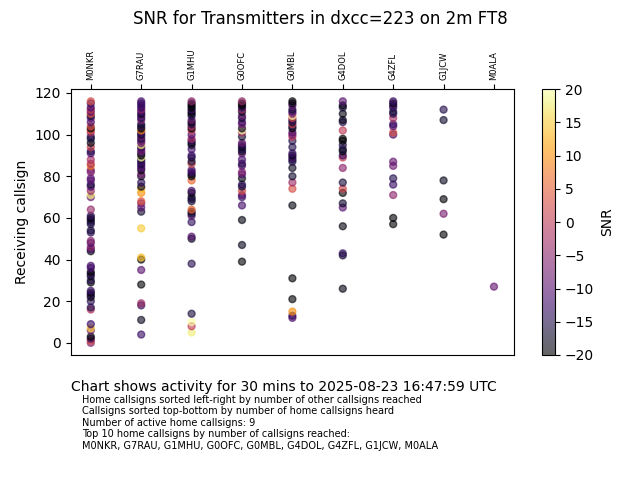 SNR for Transmitters in dxcc=223 on 2m FT8
M0NKR
G7RAU
G1MHU
G0OFC
G0MBL
G4DOL
G4ZFL
G1JCW
M0ALA
120
100
80
60
40
20
0
Receiving callsign
20
15
10
5
0
−5
−10
−15
−20
SNR
Chart shows activity for 30 mins to 2025-08-23 16:47:59 UTC
Home callsigns sorted left-right by number of other callsigns reached
Callsigns sorted top-bottom by number of home callsigns heard
Number of active home callsigns: 9
Top 10 home callsigns by number of callsigns reached:
M0NKR, G7RAU, G1MHU, G0OFC, G0MBL, G4DOL, G4ZFL, G1JCW, M0ALA